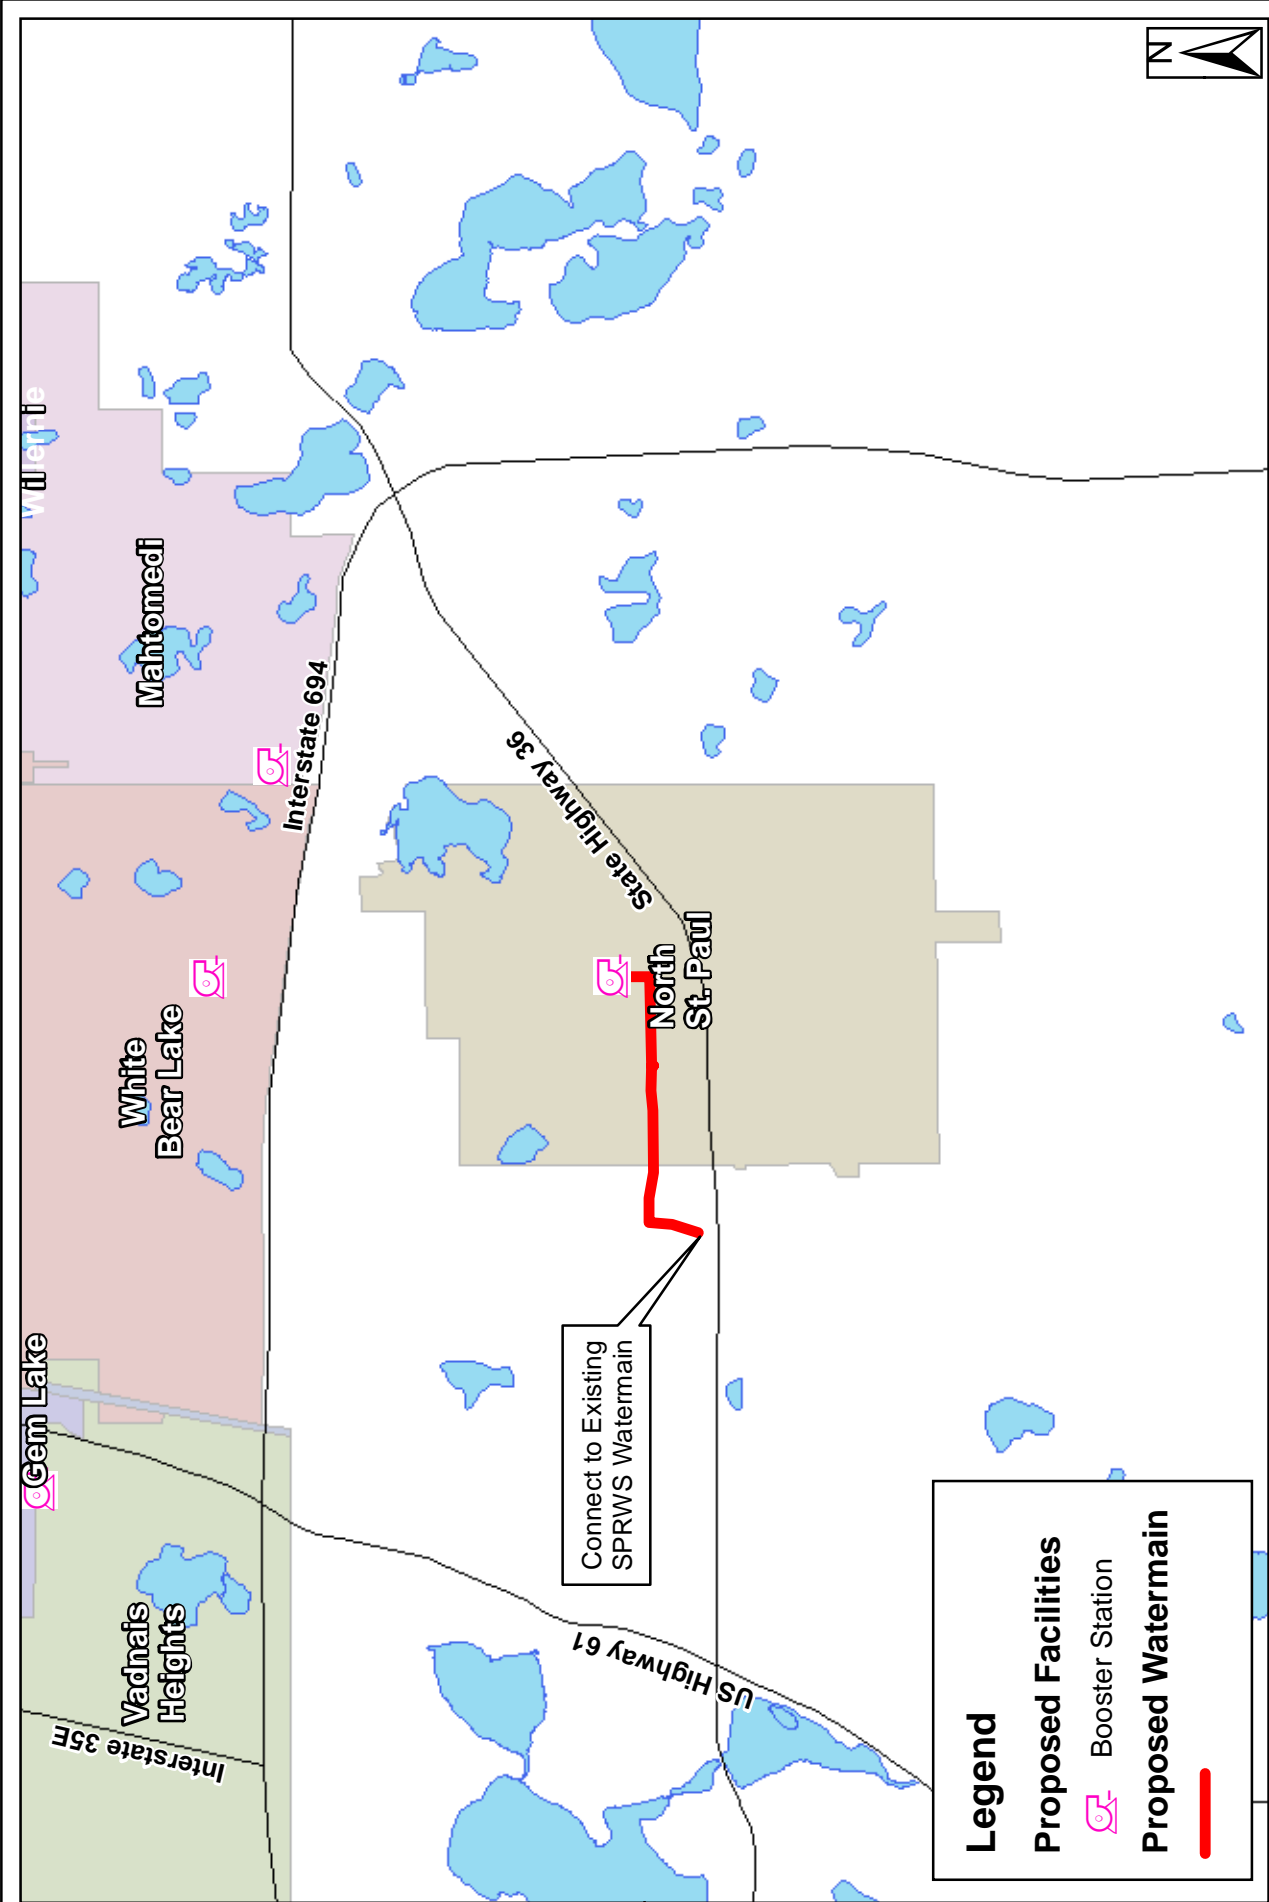 Gem Lake
Willernie
Vadnais
Heights
White
Bear Lake
Mahtomedi
Interstate 35E
Interstate 694
State Highway 36
US Highway 61
North
St. Paul
Connect to Existing
SPRWS Watermain
Legend
Proposed Facilities
Booster Station
Proposed Watermain
N